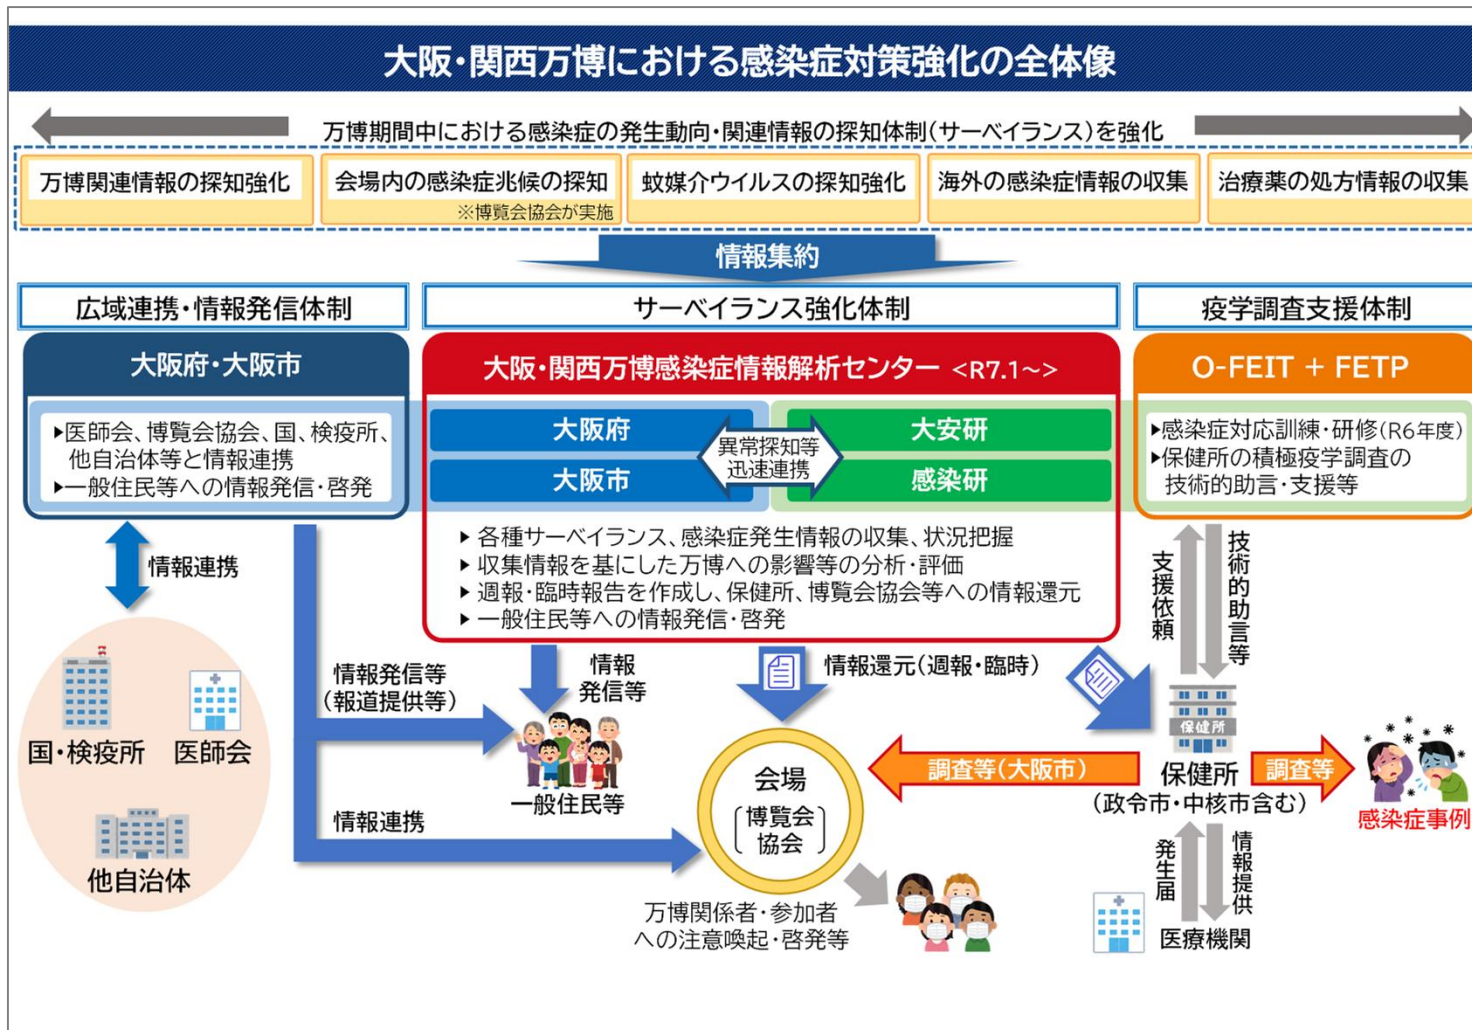 大阪・関西万博における感染症対策強化の全体像
万博期間中における感染症の発生動向・関連情報の探知体制(サーベイランス)を強化
万博関連情報の探知強化
会場内の感染症兆候の探知
※博覧会協会が実施
蚊媒介ウイルスの探知強化
海外の感染症情報の収集
治療薬の処方情報の収集
情報集約
広域連携・情報発信体制
サーベイランス強化体制
疫学調査支援体制
大阪府・大阪市
▶医師会、博覧会協会、国、検疫所、
他自治体等と情報連携
▶一般住民等への情報発信・啓発
大阪・関西万博感染症情報解析センター <R7.1~>
大阪府
大阪市
異常探知等
迅速連携
大安研
感染研
▶ 各種サーベイランス、感染症発生情報の収集、状況把握
▶ 収集情報を基にした万博への影響等の分析・評価
▶ 週報・臨時報告を作成し、保健所、博覧会協会等への情報還元
▶ 一般住民等への情報発信・啓発
O-FEIT + FETP
▶感染症対応訓練・研修(R6年度)
▶保健所の積極疫学調査の
技術的助言・支援等
情報連携
国・検疫所
医師会
他自治体
情報発信等
(報道提供等)
情報
発信等
一般住民等
情報連携
情報還元(週報・臨時)
会場
博覧会
協会
万博関係者・参加者
への注意喚起・啓発等
支援依頼
技術的助言等
保健所
保健所
(政令市・中核市含む)
調査等(大阪市)
調査等
感染症事例
発生届
情報提供
医療機関